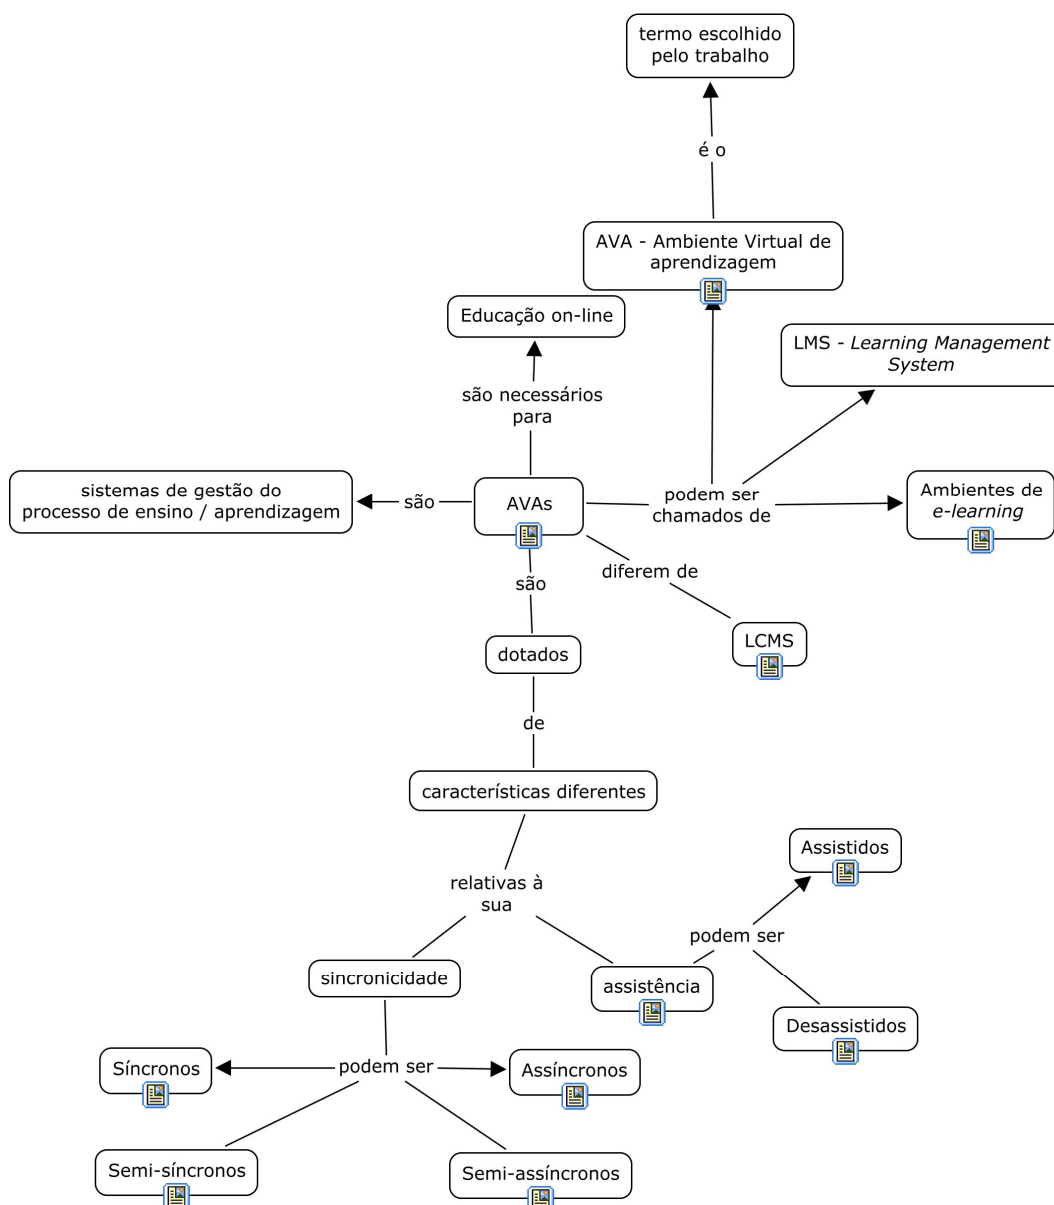 termo escolhido
pelo trabalho
é o
AVA - Ambiente Virtual de
aprendizagem
Educação on-line
LMS - Learning Management
System
são necessários
para
sistemas de gestão do
processo de ensino / aprendizagem
são
AVAs
podem ser
chamados de
Ambientes de
e-learning
diferem de
são
LCMS
dotados
de
características diferentes
Assistidos
relativas à
sua
podem ser
sincronicidade
assistência
Desassistidos
Síncronos
podem ser
Assíncronos
Semi-síncronos
Semi-assíncronos